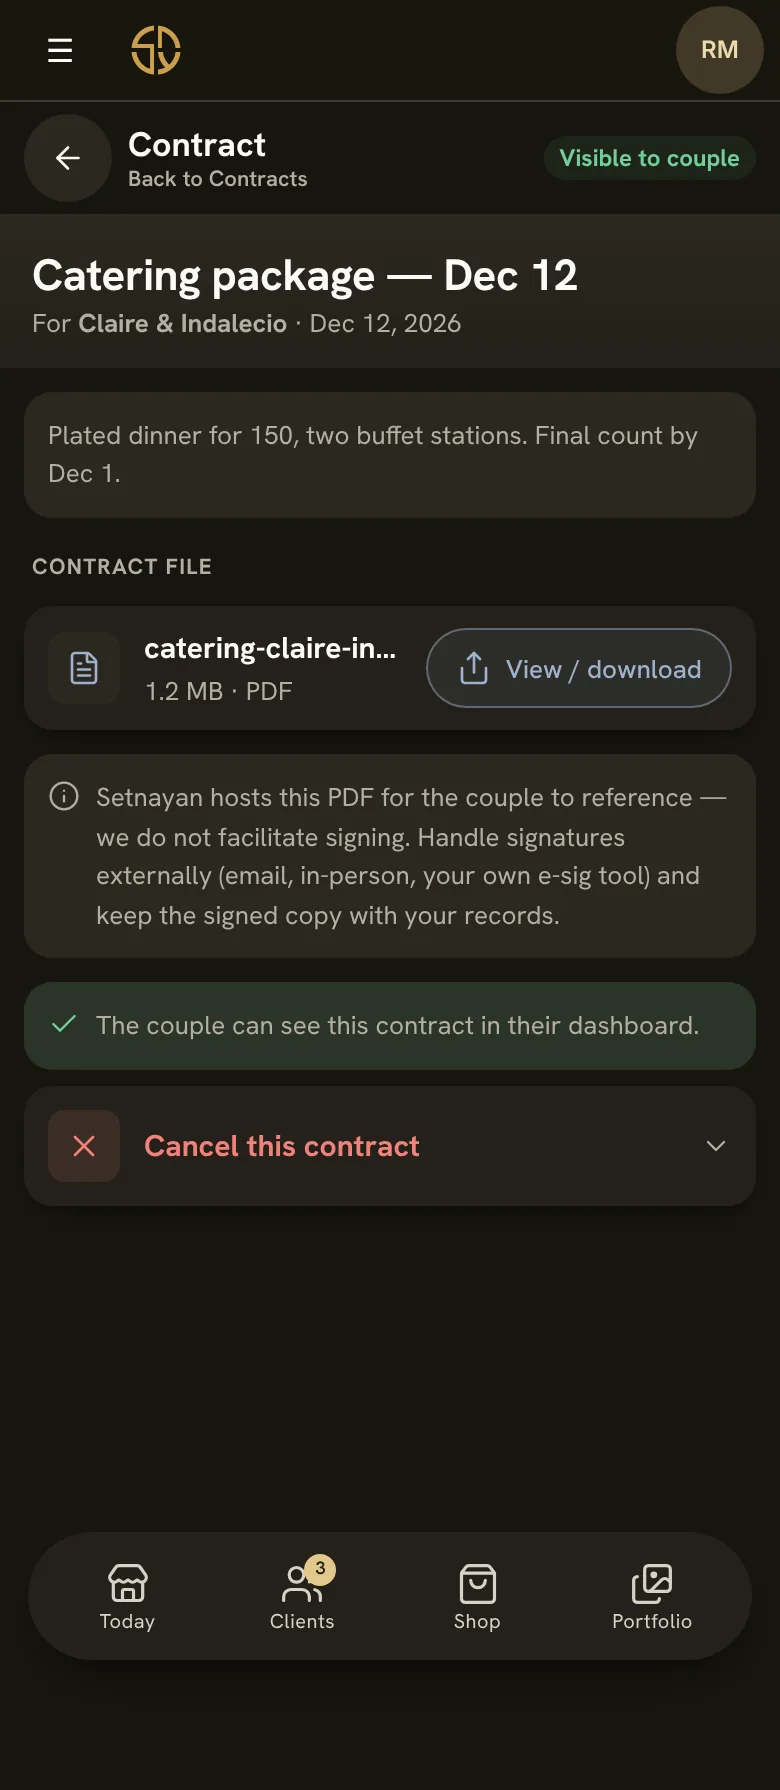 RM
Contract
Back to Contracts
Visible to couple
Catering package — Dec 12
For Claire & Indalecio · Dec 12, 2026
Plated dinner for 150, two buffet stations. Final count by
Dec 1.
CONTRACT FILE
catering-claire-in...
1.2 MB · PDF
View / download
Setnayan hosts this PDF for the couple to reference —
we do not facilitate signing. Handle signatures
externally (email, in-person, your own e-sig tool) and
keep the signed copy with your records.
The couple can see this contract in their dashboard.
Cancel this contract
3
Today
Clients
Shop
Portfolio